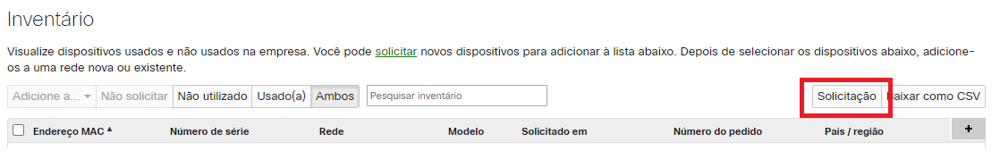 Inventário
Visualize dispositivos usados e não usados na empresa. Você pode solicitar novos dispositivos para adicionar à lista abaixo. Depois de selecionar os dispositivos abaixo, adicione-
os a uma rede nova ou existente.
Adicione a... Não solicitar Não utilizado Usado(a) Ambos Pesquisar inventário Solicitação Baixar como CSV
Endereço MAC Número de série Rede Modelo Solicitado em Número do pedido País / região +